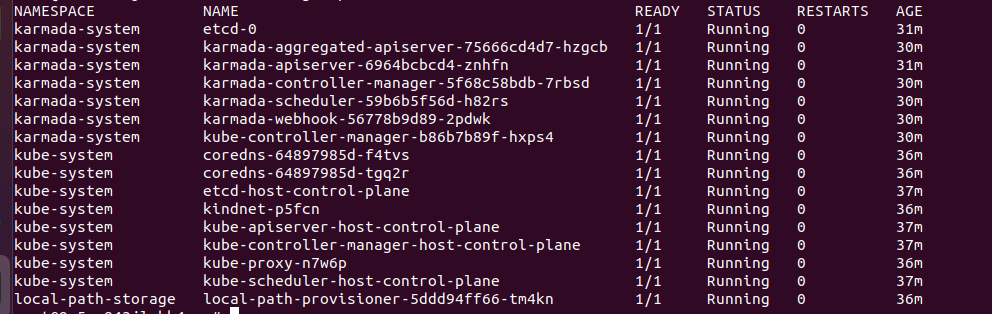 NAMESPACE NAME READY STATUS RESTARTS AGE
karmada-system etcd-0 1/1 Running 0 31m
karmada-system karmada-aggregated-apiserver-75666cd4d7-hzgcb 1/1 Running 0 30m
karmada-system karmada-apiserver-6964bcbcd4-znhfn 1/1 Running 0 31m
karmada-system karmada-controller-manager-5f68c58bdb-7rbsd 1/1 Running 0 30m
karmada-system karmada-scheduler-59b6b5f56d-h82rs 1/1 Running 0 30m
karmada-system karmada-webhook-56778b9d89-2pdwk 1/1 Running 0 30m
karmada-system kube-controller-manager-b86b7b89f-hxps4 1/1 Running 0 30m
kube-system coredns-64897985d-f4tvs 1/1 Running 0 36m
kube-system coredns-64897985d-tgq2r 1/1 Running 0 36m
kube-system etcd-host-control-plane 1/1 Running 0 37m
kube-system kindnet-p5fcn 1/1 Running 0 36m
kube-system kube-apiserver-host-control-plane 1/1 Running 0 37m
kube-system kube-controller-manager-host-control-plane 1/1 Running 0 37m
kube-system kube-proxy-n7w6p 1/1 Running 0 36m
kube-system kube-scheduler-host-control-plane 1/1 Running 0 37m
local-path-storage local-path-provisioner-5ddd94ff66-tm4kn 1/1 Running 0 36m